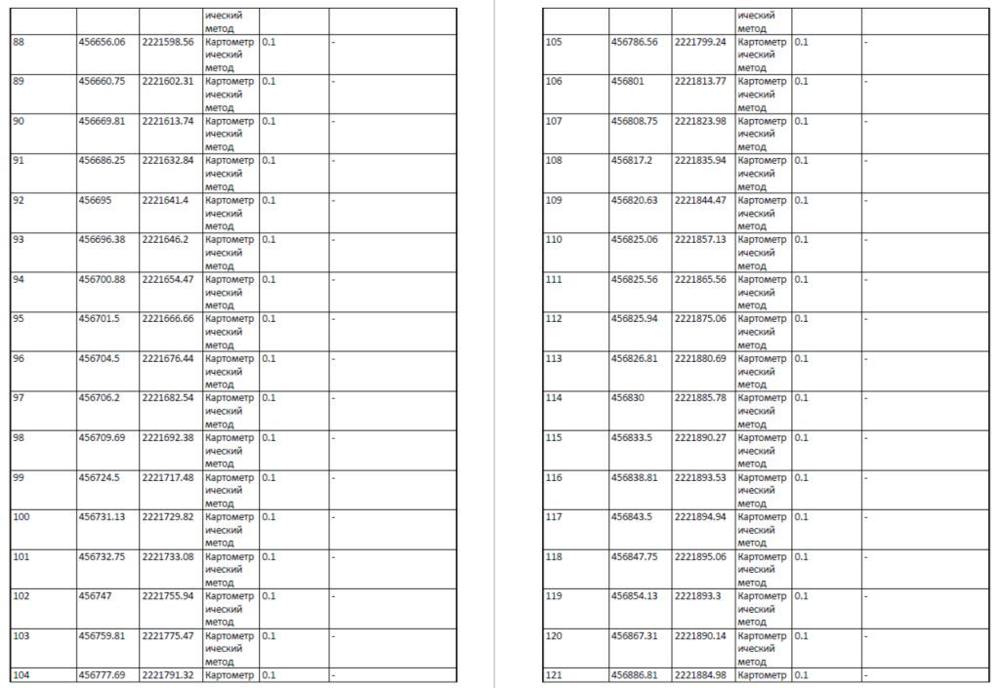 ический
метод
88 456656.06 2221598.56 Картометр 0.1 -
ический
метод
89 456660.75 2221602.31 Картометр 0.1 -
ический
метод
90 456669.81 2221613.74 Картометр 0.1 -
ический
метод
91 456686.25 2221632.84 Картометр 0.1 -
ический
метод
92 456695 2221641.4 Картометр 0.1 -
ический
метод
93 456696.38 2221646.2 Картометр 0.1 -
ический
метод
94 456700.88 2221654.47 Картометр 0.1 -
ический
метод
95 456701.5 2221666.66 Картометр 0.1 -
ический
метод
96 456704.5 2221676.44 Картометр 0.1 -
ический
метод
97 456706.2 2221682.54 Картометр 0.1 -
ический
метод
98 456709.69 2221692.38 Картометр 0.1 -
ический
метод
99 456724.5 2221717.48 Картометр 0.1 -
ический
метод
100 456731.13 2221729.82 Картометр 0.1 -
ический
метод
101 456732.75 2221733.08 Картометр 0.1 -
ический
метод
102 456747 2221755.94 Картометр 0.1 -
ический
метод
103 456759.81 2221775.47 Картометр 0.1 -
ический
метод
104 456777.69 2221791.32 Картометр 0.1 -
ический
метод
105 456786.56 2221799.24 Картометр 0.1 -
ический
метод
106 456801 2221813.77 Картометр 0.1 -
ический
метод
107 456808.75 2221823.98 Картометр 0.1 -
ический
метод
108 456817.2 2221835.94 Картометр 0.1 -
ический
метод
109 456820.63 2221844.47 Картометр 0.1 -
ический
метод
110 456825.06 2221857.13 Картометр 0.1 -
ический
метод
111 456825.56 2221865.56 Картометр 0.1 -
ический
метод
112 456825.94 2221875.06 Картометр 0.1 -
ический
метод
113 456826.81 2221880.69 Картометр 0.1 -
ический
метод
114 456830 2221885.78 Картометр 0.1 -
ический
метод
115 456833.5 2221890.27 Картометр 0.1 -
ический
метод
116 456838.81 2221893.53 Картометр 0.1 -
ический
метод
117 456843.5 2221894.94 Картометр 0.1 -
ический
метод
118 456847.75 2221895.06 Картометр 0.1 -
ический
метод
119 456854.13 2221893.3 Картометр 0.1 -
ический
метод
120 456867.31 2221890.14 Картометр 0.1 -
ический
метод
121 456886.81 2221884.98 Картометр 0.1 -